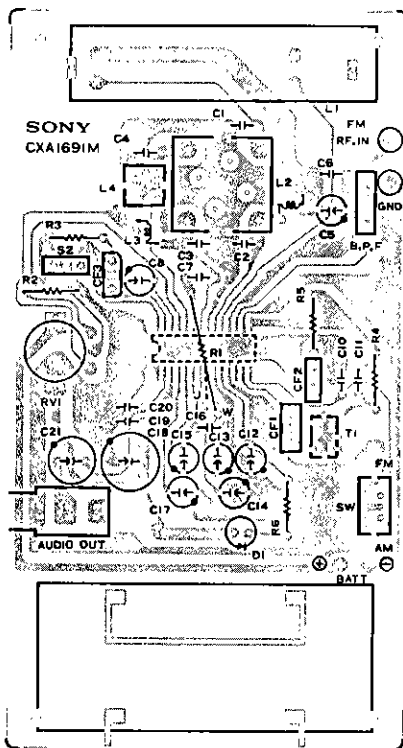 C1
L1
SONY
CXA1691M
FM
RF.IN
C4
C6
L4
L2
GND
C5
R3
L3
C3
C2
B.P.F
S2
CF3
C7
C8
R2
R5
R1
R4
C10
C11
CF2
RV1
C20
C19
C16
W
CF1
T1
C21
C18
C15
C13
C12
FM
C17
C14
SW
R6
AUDIO OUT
D1
AM
BATT